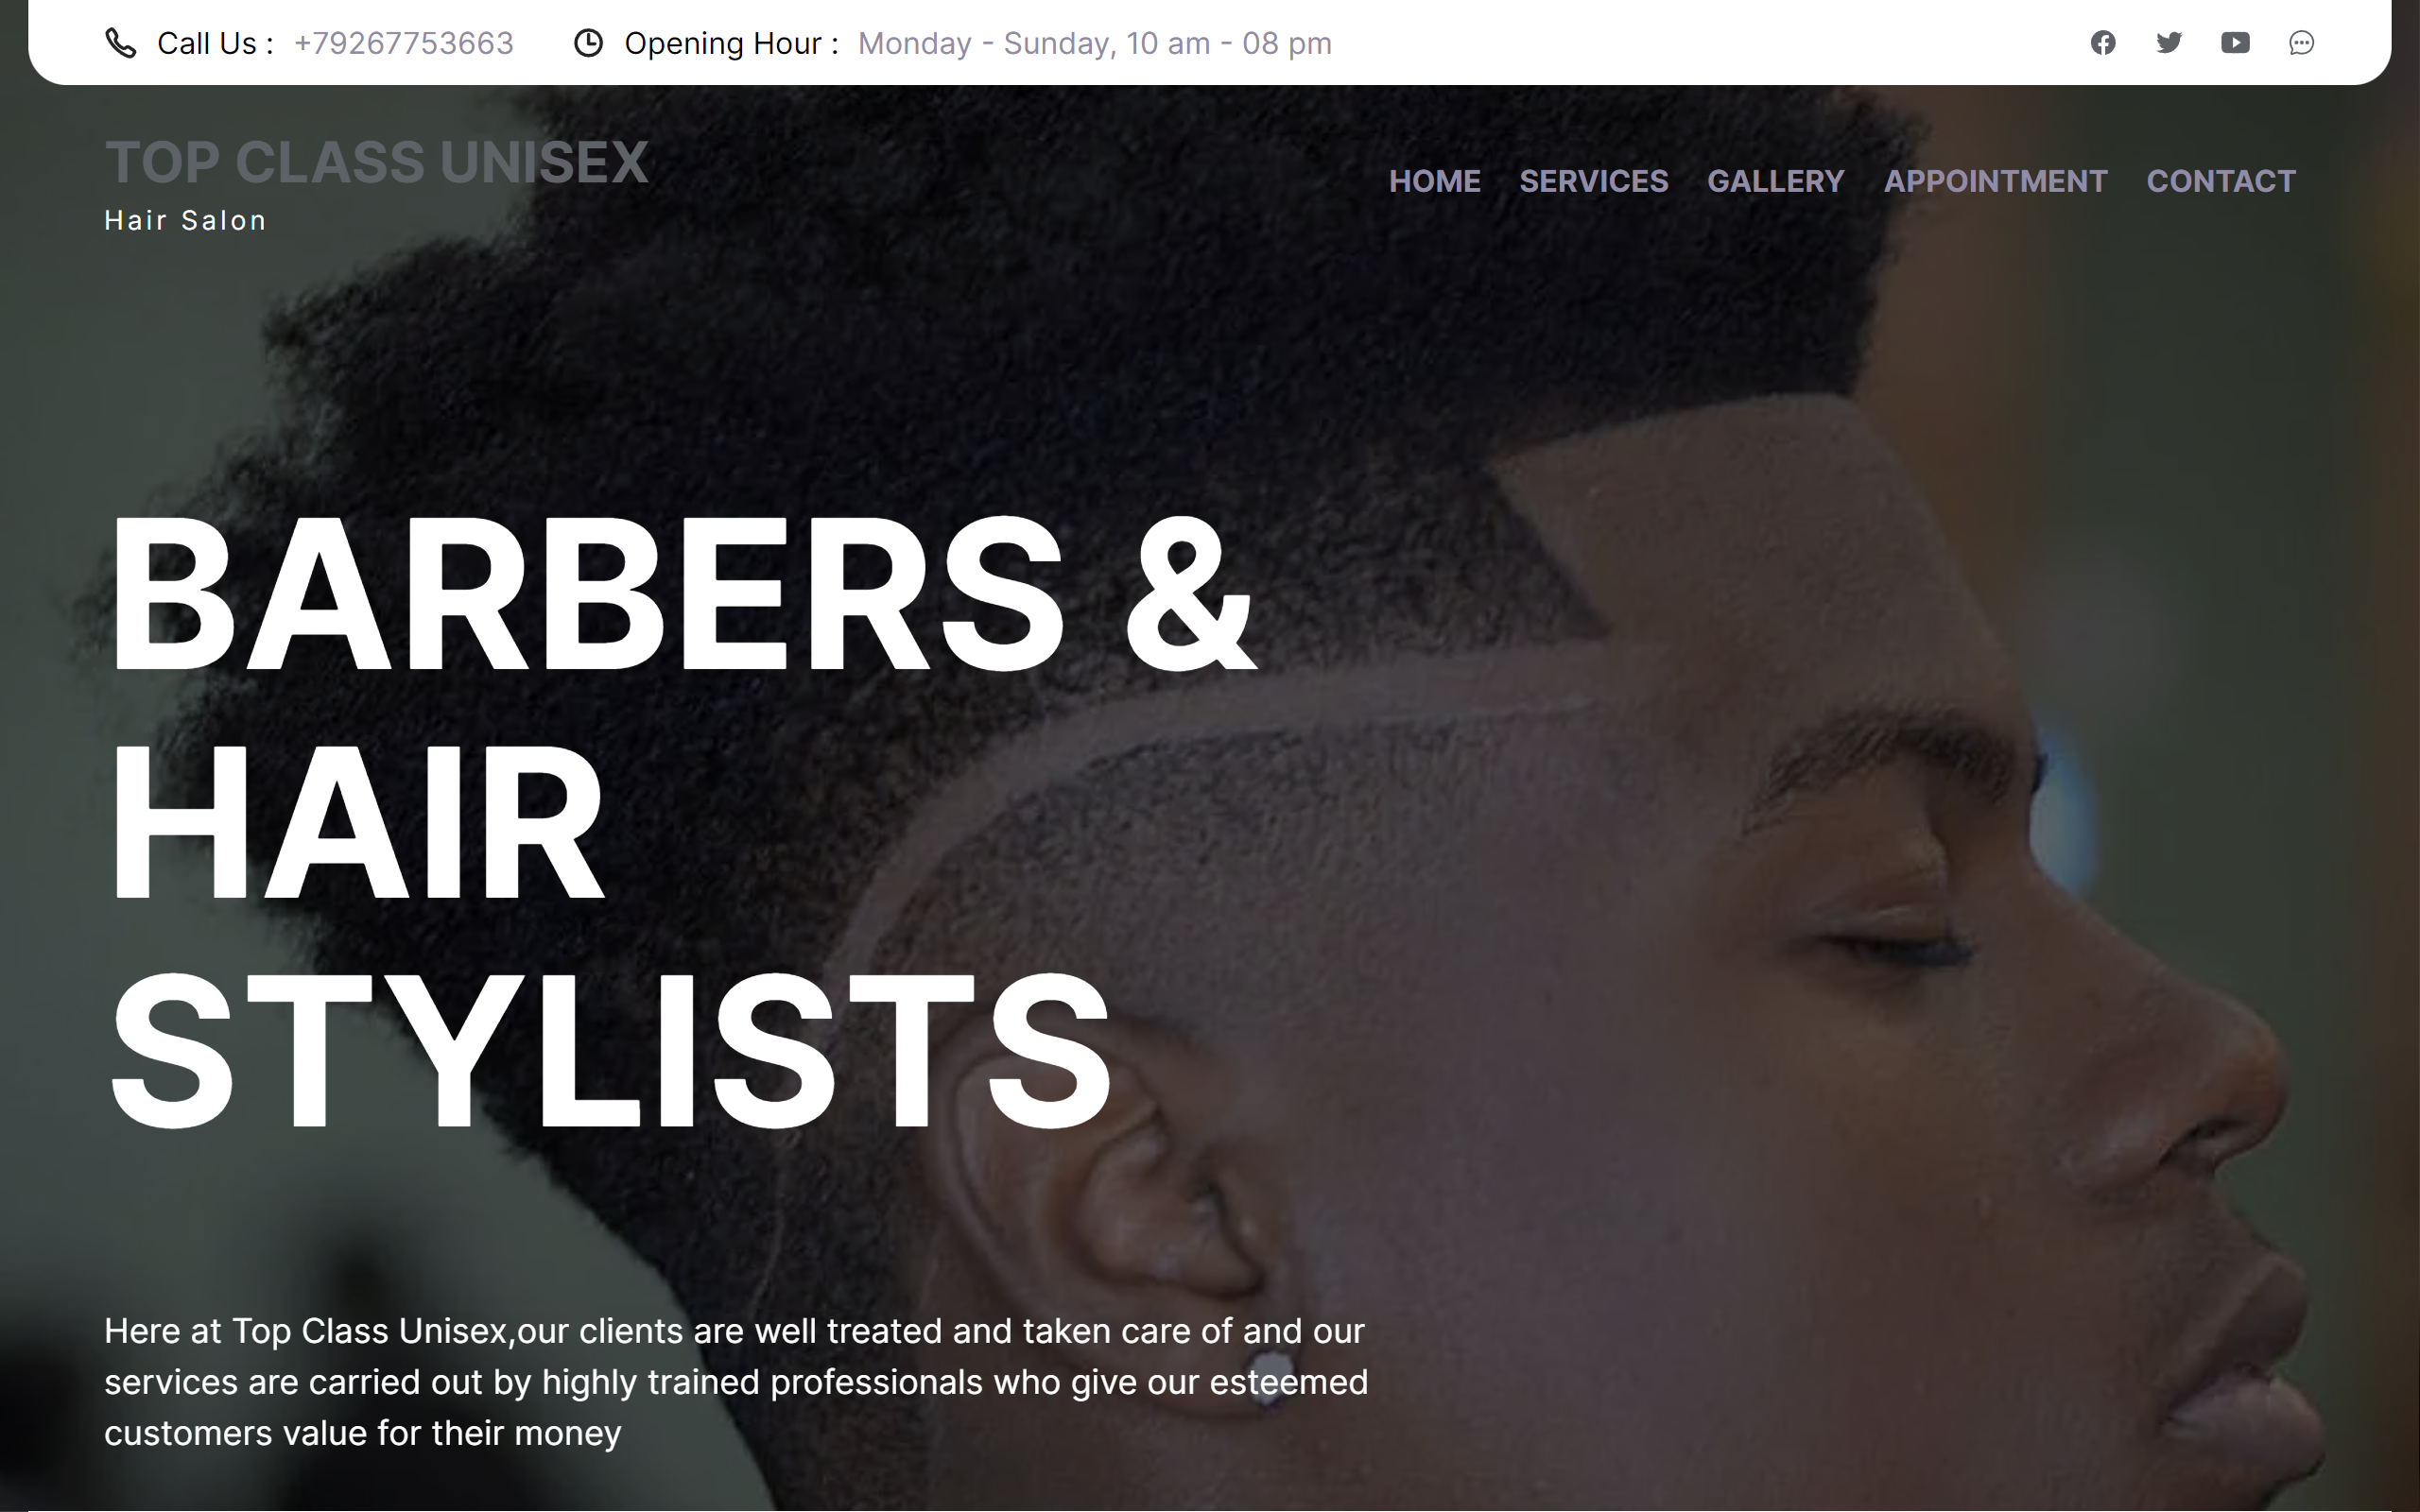 Call Us : +79267753663 Opening Hour : Monday - Sunday, 10 am - 08 pm
TOP CLASS UNISEX
Hair Salon
HOME SERVICES GALLERY APPOINTMENT CONTACT
BARBERS &
HAIR
STYLISTS
Here at Top Class Unisex,our clients are well treated and taken care of and our
services are carried out by highly trained professionals who give our esteemed
customers value for their money